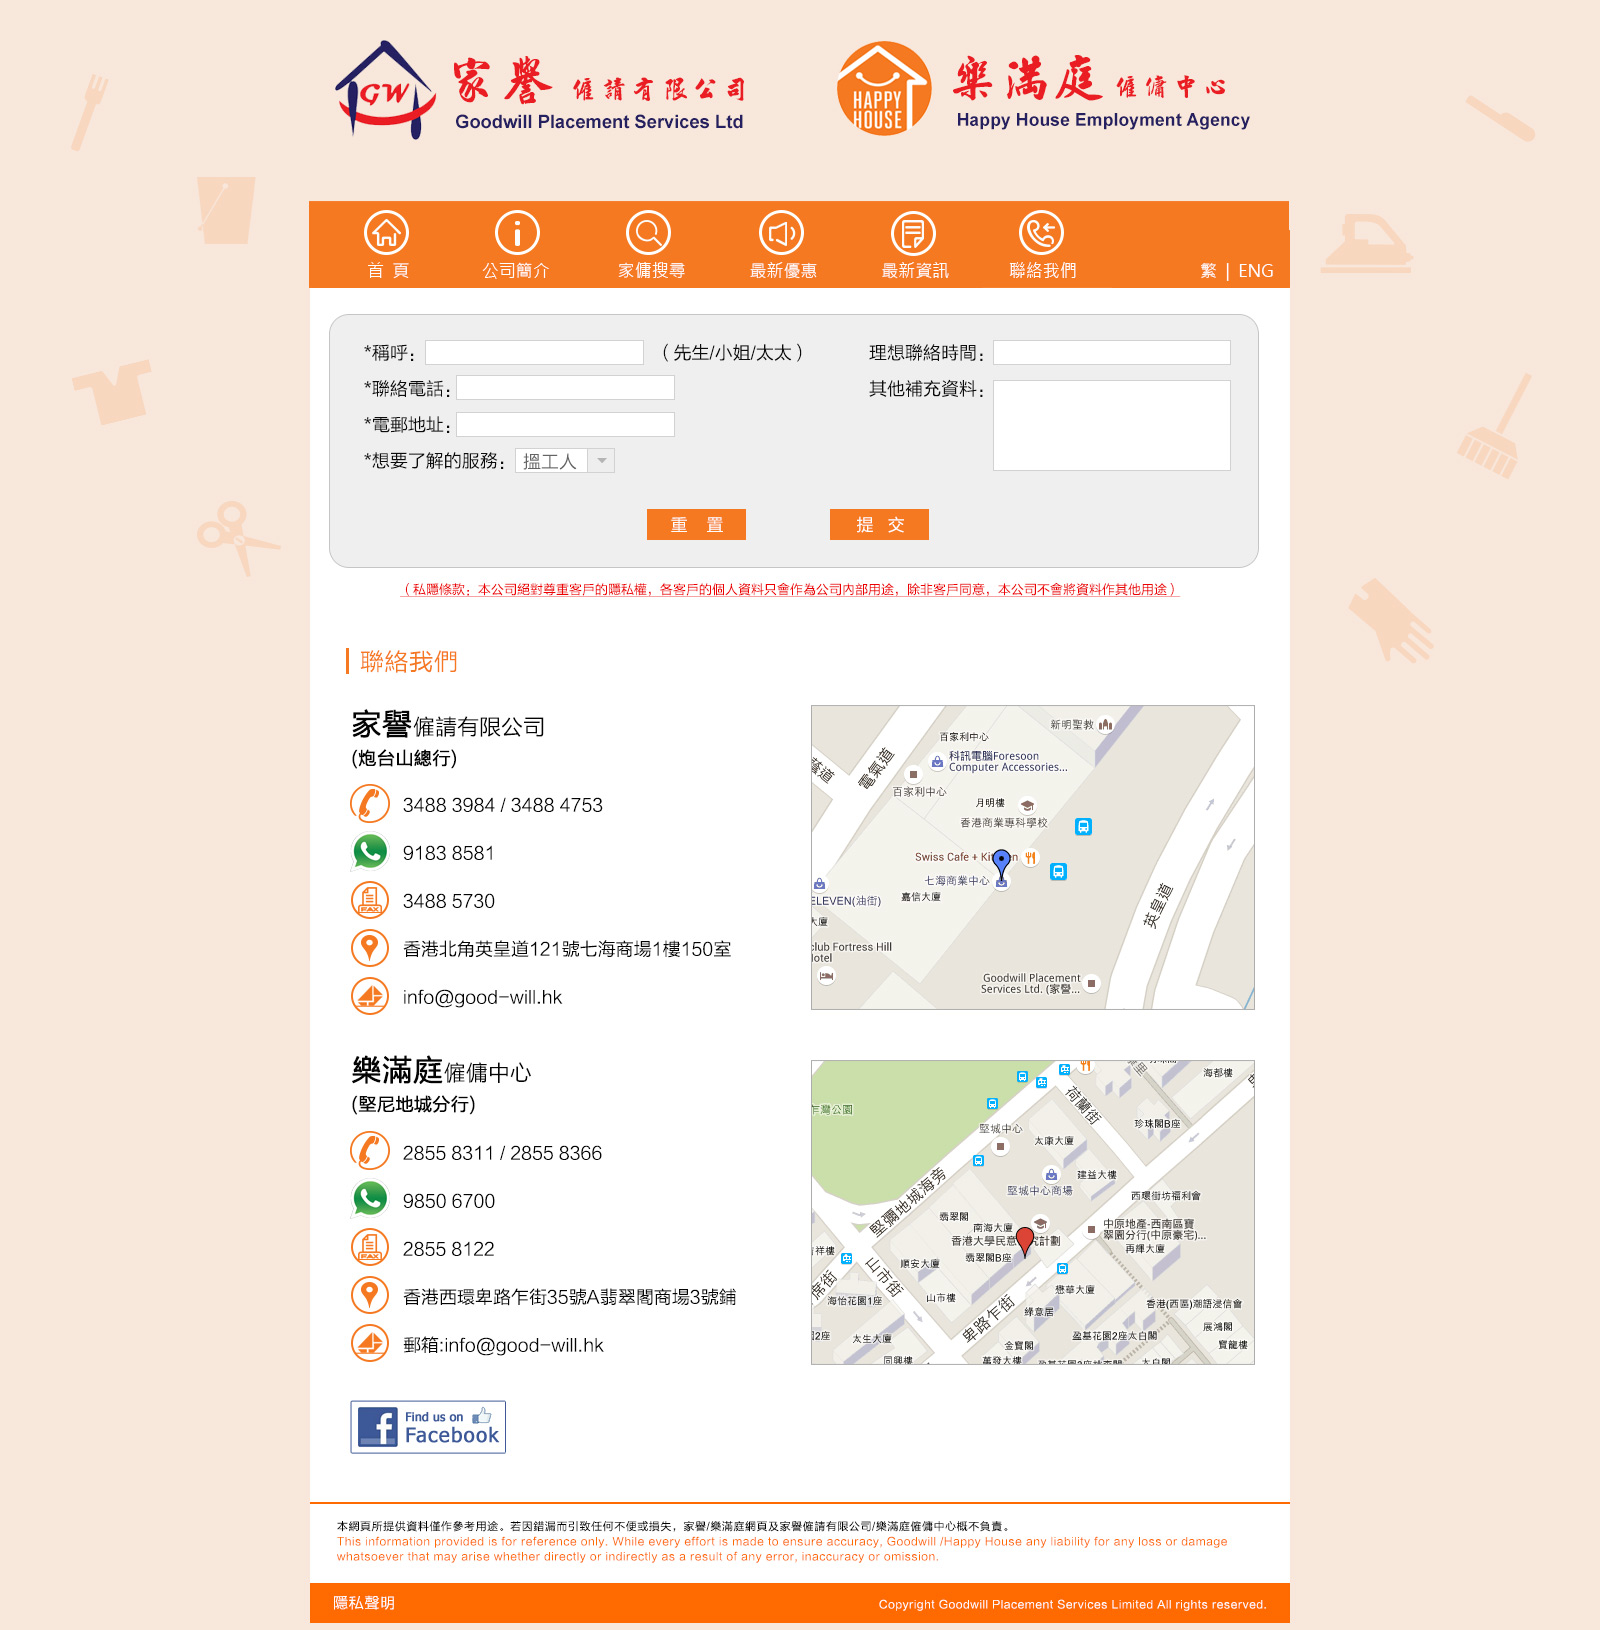 GW
家譽 僱請有限公司
Goodwill Placement Services Ltd
HAPPY HOUSE
樂滿庭 僱傭中心
Happy House Employment Agency
首 頁
公司簡介
家傭搜尋
最新優惠
最新資訊
聯絡我們
繁 | ENG
*稱呼： （先生/小姐/太太）
*聯絡電話：
*電郵地址：
*想要了解的服務： 搵工人
理想聯絡時間：
其他補充資料：
重 置
提 交
（私隱條款：本公司絕對尊重客戶的隱私權，各客戶的個人資料只會作為公司內部用途，除非客戶同意，本公司不會將資料作其他用途）
聯絡我們
家譽僱請有限公司
(炮台山總行)
3488 3984 / 3488 4753
9183 8581
FAX
3488 5730
香港北角英皇道121號七海商場1樓150室
info@good-will.hk
新明聖教
百家利中心
科訊電腦Foresoon
Computer Accessories...
電氣道
蔭道
百家利中心
月明樓
香港商業專科學校
Swiss Cafe + Ki
七海商業中心
嘉信大廈
ELEVEN(油街)
大廈
英皇道
club Fortress Hill
Hotel
Goodwill Placement
Services Ltd. (家譽...
樂滿庭僱傭中心
(堅尼地城分行)
2855 8311 / 2855 8366
9850 6700
FAX
2855 8122
香港西環卑路乍街35號A翡翠閣商場3號鋪
郵箱:info@good-will.hk
海都樓
乍灣公園
荷蘭街
堅城中心
珍珠閣B座
太康大廈
建益大樓
堅城中心商場
西環街坊福利會
堅彌地城海旁
翡翠閣
南海大廈
中原地產-西南區寶
翠園分行(中原豪宅)...
香港大學民意
究計劃
翡翠閣B座
再輝大廈
吉祥樓
順安大廈
山市街
戀華大廈
席街
海怡花園1座
山市樓
綠意居
香港(西區)潮語浸信會
卑路乍街
展鴻閣
2座
太生大廈
盈基花園2座太白閣
金寶閣
寶龍樓
同興樓
萬發大樓
太白閣
Find us on
Facebook
本網頁所提供資料僅作參考用途。若因錯漏而引致任何不便或損失，家譽/樂滿庭網頁及家譽僱請有限公司/樂滿庭僱傭中心概不負責。
This information provided is for reference only. While every effort is made to ensure accuracy, Goodwill /Happy House any liability for any loss or damage
whatsoever that may arise whether directly or indirectly as a result of any error, inaccuracy or omission.
隱私聲明
Copyright Goodwill Placement Services Limited All rights reserved.